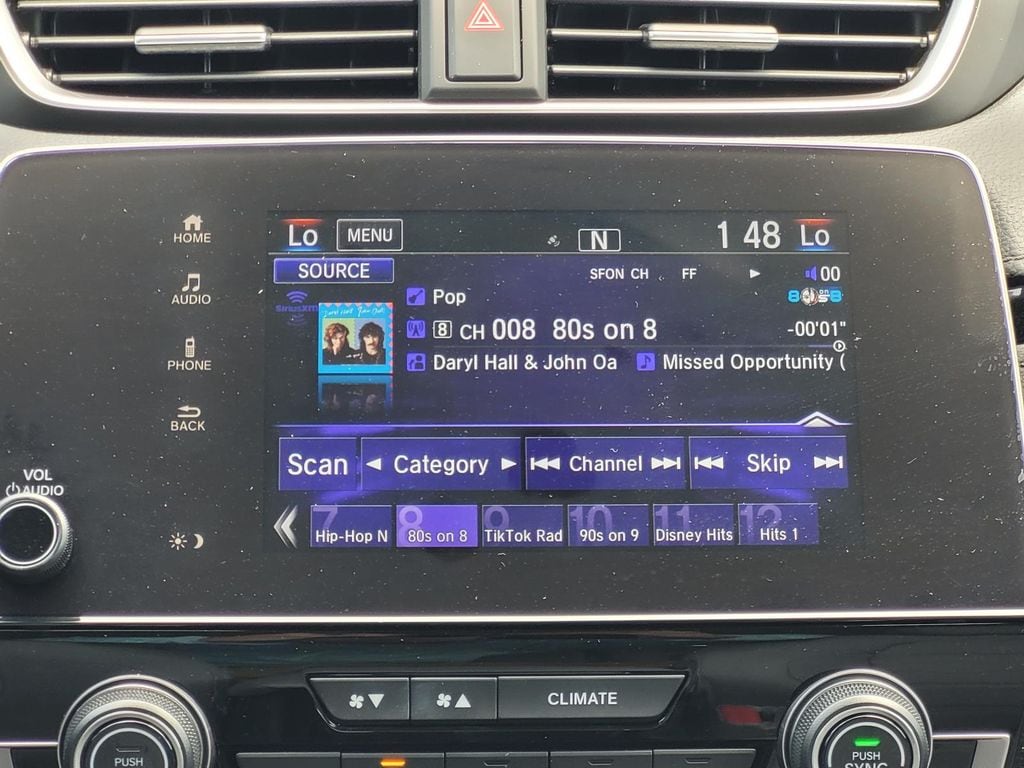 HOME
AUDIO
PHONE
BACK
VOL
AUDIO
Lo MENU N 1 48 Lo
SOURCE SFON CH FF 00
SiriusXM Pop
8 CH 008 80s on 8 -00'01"
Daryl Hall & John Oa Missed Opportunity (
Scan Category Channel Skip
7 8 9 10 11 12
Hip-Hop N 80s on 8 TikTok Rad 90s on 9 Disney Hits Hits 1
CLIMATE
PUSH
PUSH
SYNC